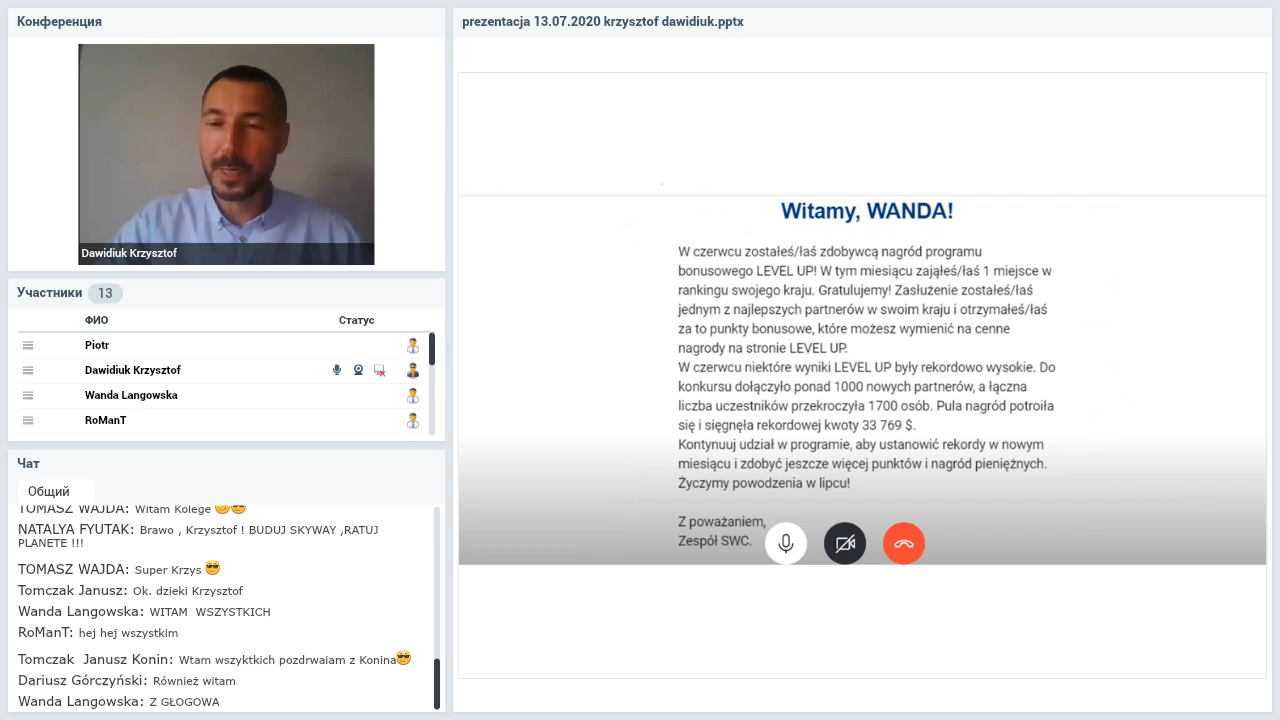 Конференция
Dawidiuk Krzysztof
Участники 13
ФИО Статус
Piotr
Dawidiuk Krzysztof
Wanda Langowska
RoManT
Чат
Общий
TOMASZ WAJDA: Witam Kolege
NATALYA FYUTAK: Brawo , Krzysztof ! BUDUJ SKYWAY ,RATUJ
PLANETE !!!
TOMASZ WAJDA: Super Krzys
Tomczak Janusz: Ok. dzieki Krzysztof
Wanda Langowska: WITAM WSZYSTKICH
RoManT: hej hej wszystkim
Tomczak Janusz Konin: Wtam wszyktkich pozdrwaiam z Konina
Dariusz Górczyński: Również witam
Wanda Langowska: Z GŁOGOWA
prezentacja 13.07.2020 krzysztof dawidiuk.pptx
Witamy, WANDA!
W czerwcu zostałeś/łaś zdobywcą nagród programu
bonusowego LEVEL UP! W tym miesiącu zająłeś/łaś 1 miejsce w
rankingu swojego kraju. Gratulujemy! Zasłużenie zostałeś/łaś
jednym z najlepszych partnerów w swoim kraju i otrzymałeś/łaś
za to punkty bonusowe, które możesz wymienić na cenne
nagrody na stronie LEVEL UP.
W czerwcu niektóre wyniki LEVEL UP były rekordowo wysokie. Do
konkursu dołączyło ponad 1000 nowych partnerów, a łączna
liczba uczestników przekroczyła 1700 osób. Pula nagród potroiła
się i sięgnęła rekordowej kwoty 33 769 $.
Kontynuuj udział w programie, aby ustanowić rekordy w nowym
miesiącu i zdobyć jeszcze więcej punktów i nagród pieniężnych.
Życzymy powodzenia w lipcu!
Z poważaniem,
Zespół SWC.